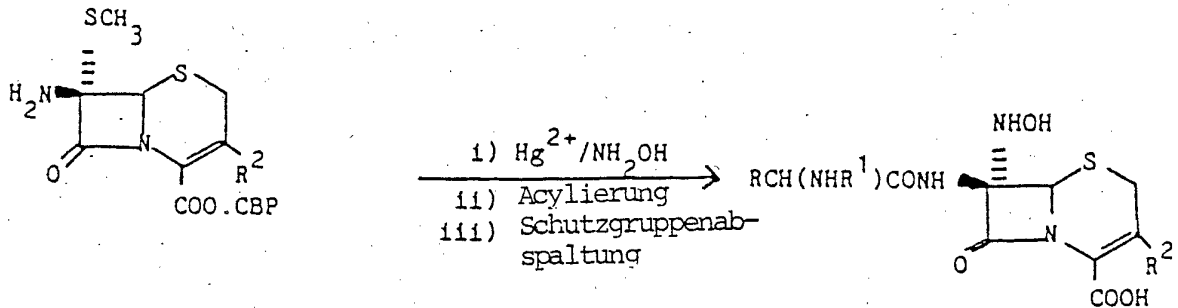 SCH3
H2N
S
N
O
R2
COO.CBP
i) Hg2+/NH2OH
ii) Acylierung
iii) Schutzgruppenab-
spaltung
NHOH
RCH(NHR1)CONH
S
N
O
R2
COOH